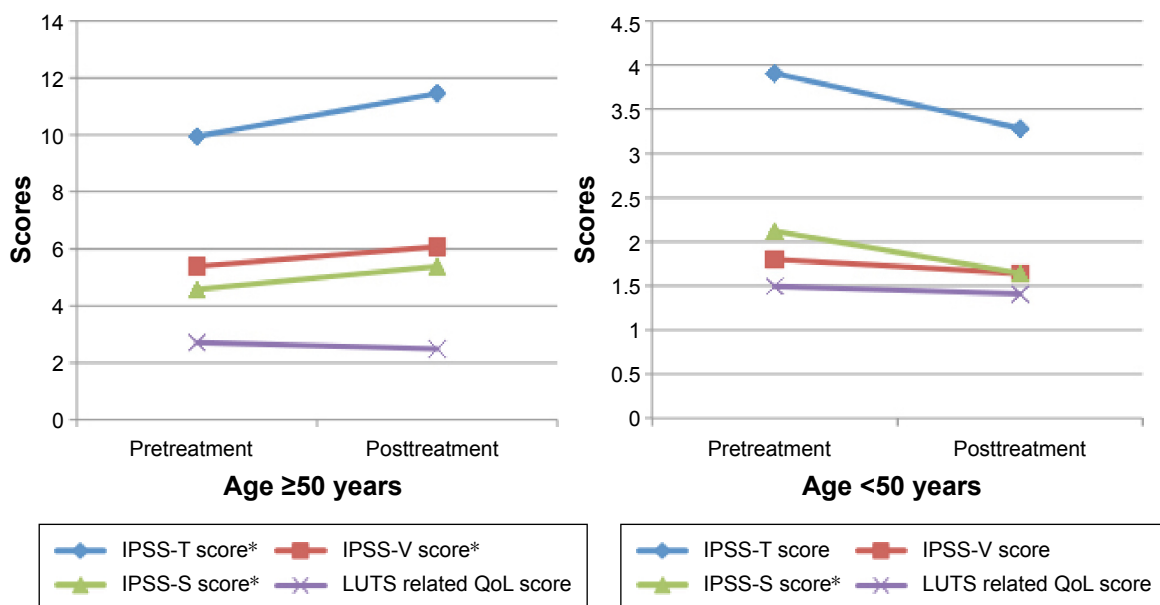 14
12
10
8
6
4
2
0
Scores
Pretreatment Posttreatment
Age ≥50 years
IPSS-T score* IPSS-V score*
IPSS-S score* LUTS related QoL score
4.5
4
3.5
3
2.5
2
1.5
1
0.5
0
Scores
Pretreatment Posttreatment
Age <50 years
IPSS-T score IPSS-V score
IPSS-S score* LUTS related QoL score